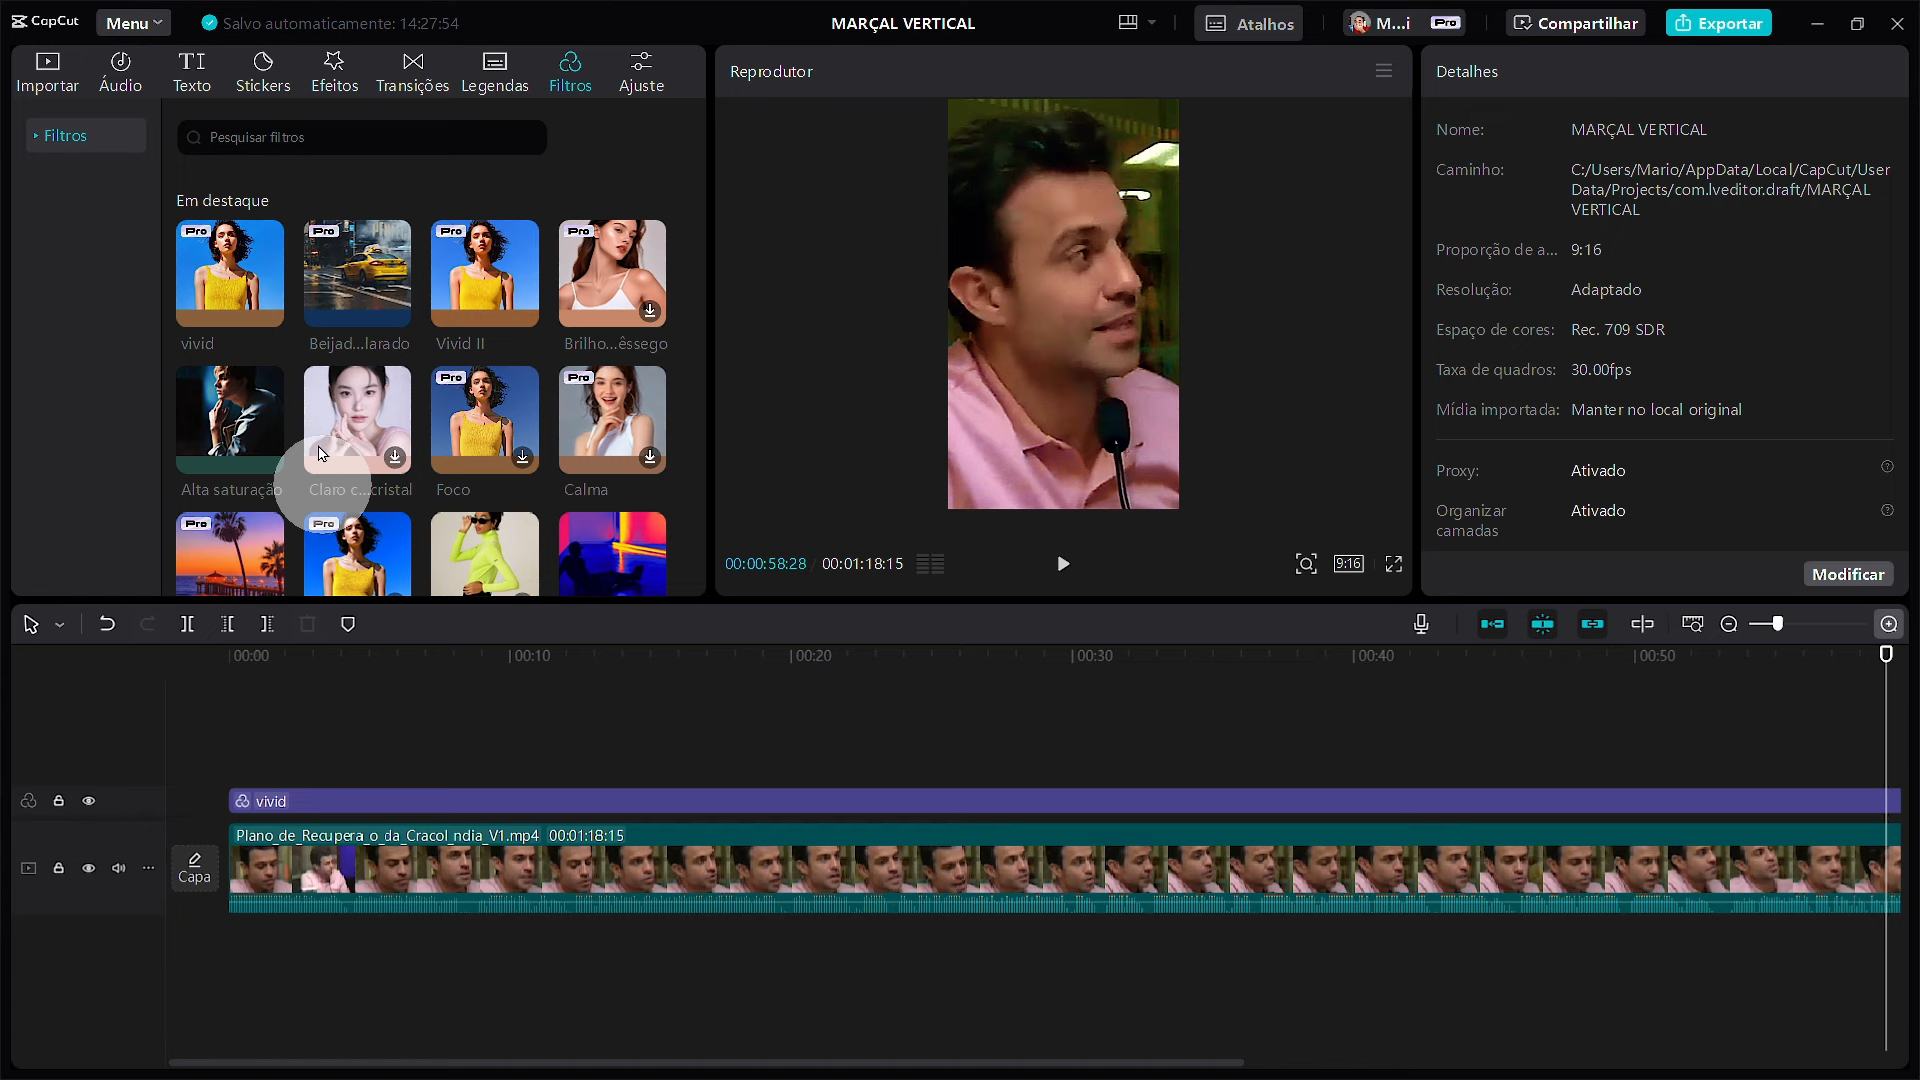 CapCut
Menu
Salvo automaticamente: 14:27:54
MARÇAL VERTICAL
Atalhos
M...i
Pro
Compartilhar
Exportar
Importar
Áudio
Texto
Stickers
Efeitos
Transições
Legendas
Filtros
Ajuste
Filtros
Pesquisar filtros
Em destaque
Pro
Pro
Pro
Pro
vivid
Beijad...larado
Vivid II
Brilho...êssego
Pro
Pro
Alta saturação
Claro c...cristal
Foco
Calma
Pro
Pro
Reprodutor
00:00:58:28 / 00:01:18:15
9:16
Detalhes
Nome: MARÇAL VERTICAL
Caminho: C:/Users/Mario/AppData/Local/CapCut/User
Data/Projects/com.lveditor.draft/MARÇAL
VERTICAL
Proporção de a... 9:16
Resolução: Adaptado
Espaço de cores: Rec. 709 SDR
Taxa de quadros: 30.00fps
Mídia importada: Manter no local original
Proxy: Ativado
Organizar camadas Ativado
Modificar
00:00
00:10
00:20
00:30
00:40
00:50
vivid
Plano_de_Recupera_o_da_Cracol_ndia_V1.mp4 00:01:18:15
Capa